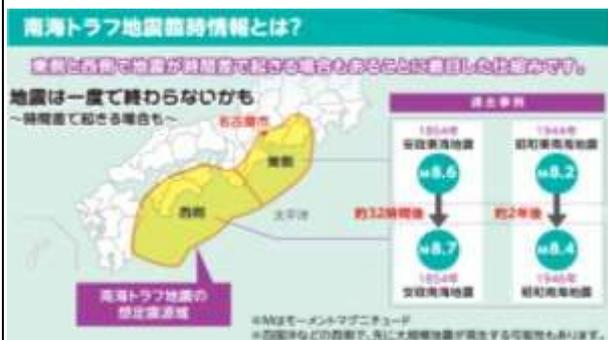 南海トラフ地震臨時情報とは?
東側と西側で地震が時間差で起きる場合もあることに着目した仕組みです。
地震は一度で終わらないかも
~時間差で起きる場合も~
名古屋市
東側
西側
太平洋
南海トラフ地震の
想定震源域
過去事例
1854年
安政東海地震
M8.6
約32時間後
M8.7
1854年
安政南海地震
1944年
昭和東南海地震
M8.2
約2年後
M8.4
1946年
昭和南海地震
※Mはモーメントマグニチュード
※四国沖などの西側で、先に大規模地震が発生する可能性もあります。